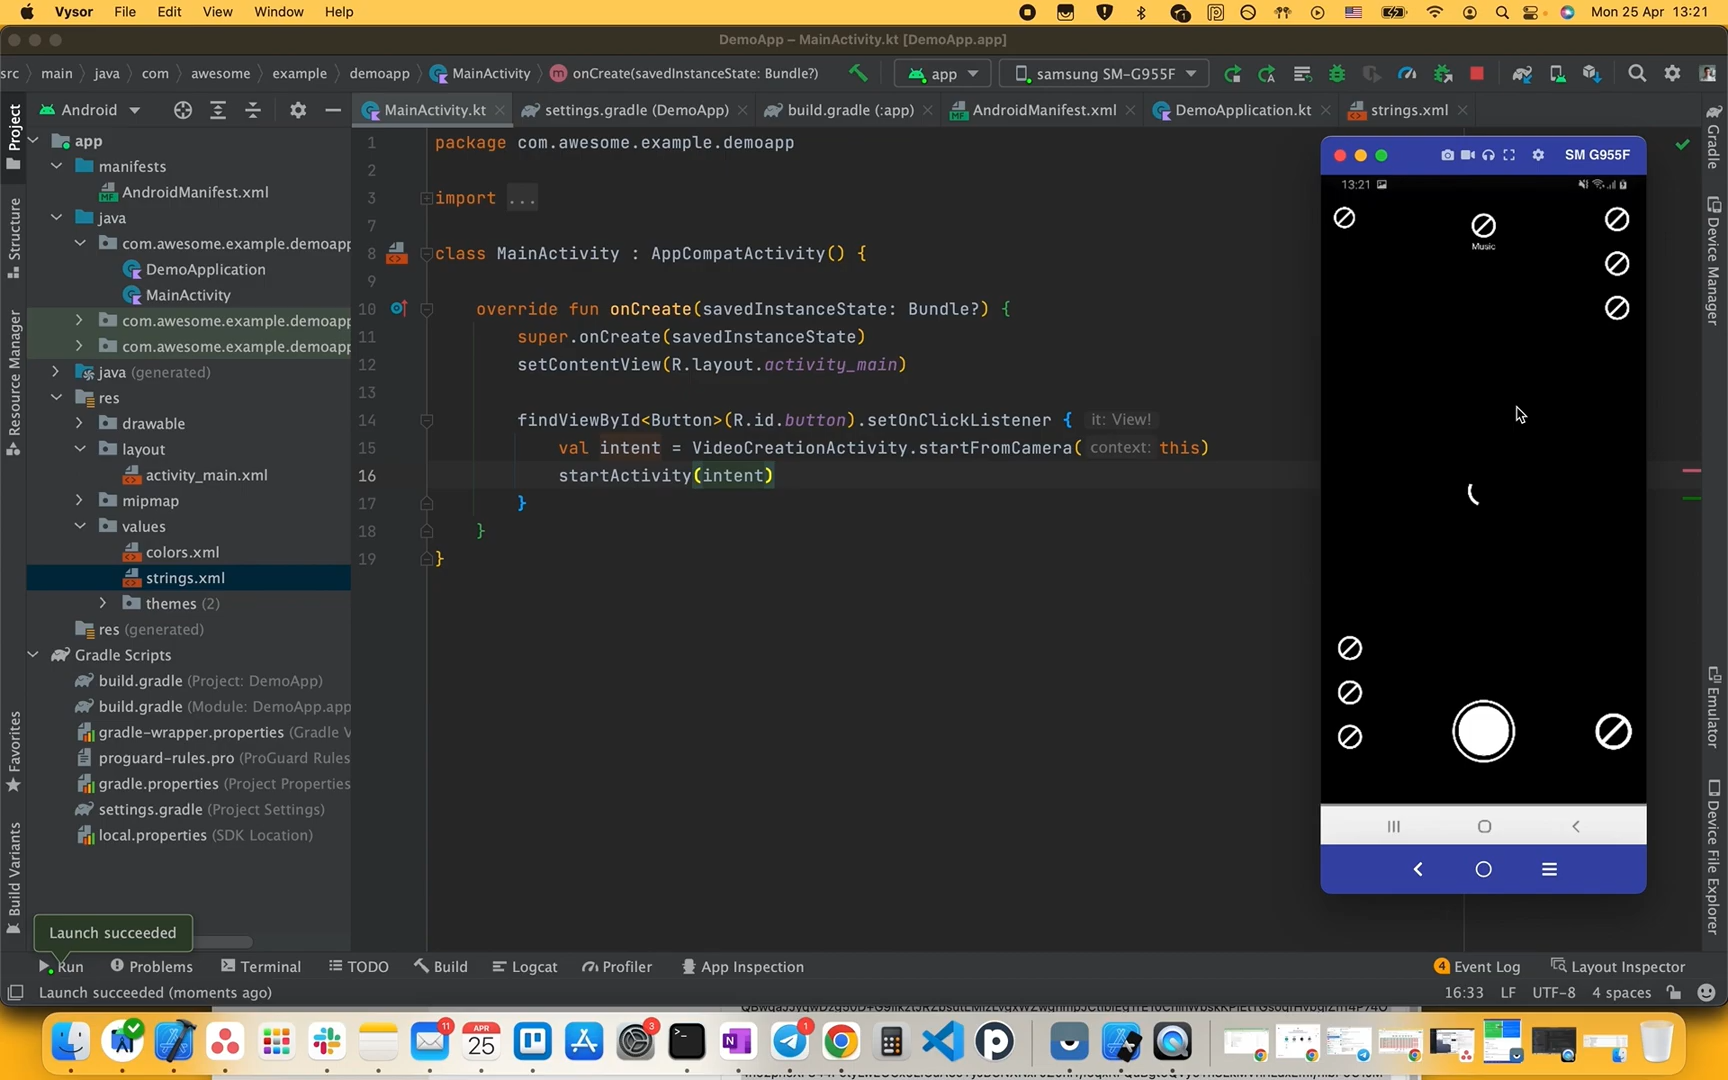 Vysor File Edit View Window Help Mon 25 Apr 13:21
DemoApp – MainActivity.kt [DemoApp.app]
src main java com awesome example demoapp MainActivity onCreate(savedInstanceState: Bundle?) app samsung SM-G955F
Project
Android
MainActivity.kt settings.gradle (DemoApp) build.gradle (:app) AndroidManifest.xml DemoApplication.kt strings.xml
Gradle
app
manifests
AndroidManifest.xml
java
com.awesome.example.demoapp
DemoApplication
MainActivity
com.awesome.example.demoapp
com.awesome.example.demoapp
java (generated)
res
drawable
layout
activity_main.xml
mipmap
values
colors.xml
strings.xml
themes (2)
res (generated)
Gradle Scripts
build.gradle (Project: DemoApp)
build.gradle (Module: DemoApp.app
gradle-wrapper.properties (Gradle V
proguard-rules.pro (ProGuard Rules
gradle.properties (Project Properties
settings.gradle (Project Settings)
local.properties (SDK Location)
Structure
Resource Manager
Favorites
Build Variants
1 package com.awesome.example.demoapp
2
3 import ...
7
8 class MainActivity : AppCompatActivity() {
9
10 override fun onCreate(savedInstanceState: Bundle?) {
11 super.onCreate(savedInstanceState)
12 setContentView(R.layout.activity_main)
13
14 findViewById<Button>(R.id.button).setOnClickListener { it: View!
15 val intent = VideoCreationActivity.startFromCamera( context: this)
16 startActivity(intent)
17 }
18 }
19 }
SM G955F
13:21
Music
Device Manager
Emulator
Device File Explorer
Launch succeeded
Run Problems Terminal TODO Build Logcat Profiler App Inspection 4 Event Log Layout Inspector
Launch succeeded (moments ago) 16:33 LF UTF-8 4 spaces
11
APR
25
3
1